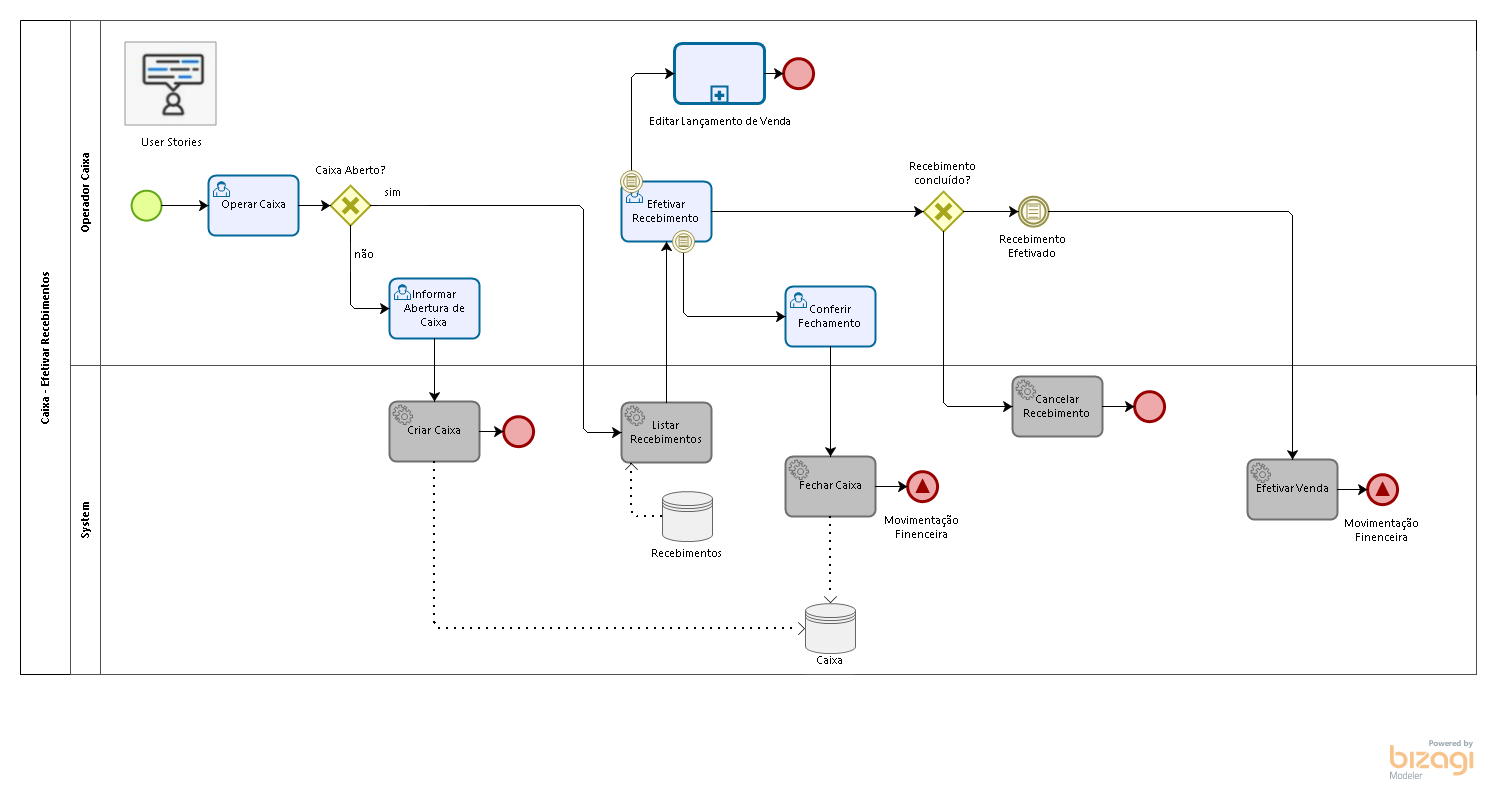 Caixa - Efetivar Recebimentos
Operador Caixa
User Stories
Operar Caixa
Caixa Aberto?
sim
não
Informar
Abertura de
Caixa
Editar Lançamento de Venda
Efetivar
Recebimento
Conferir
Fechamento
Recebimento
concluído?
Recebimento
Efetivado
System
Criar Caixa
Listar
Recebimentos
Recebimentos
Fechar Caixa
Movimentação
Finenceira
Caixa
Cancelar
Recebimento
Efetivar Venda
Movimentação
Finenceira
Powered by
bizagi
Modeler